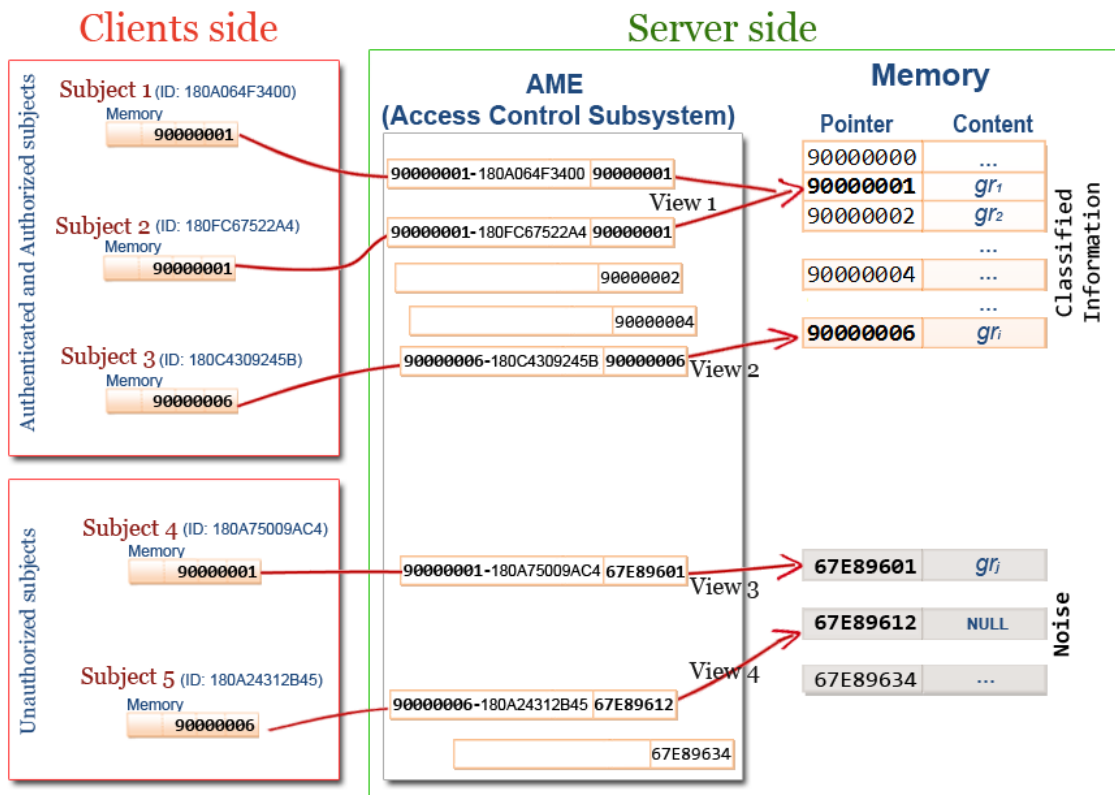 Clients side
Server side
Authenticated and Authorized subjects
Subject 1 (ID: 180A064F3400)
Memory
90000001
Subject 2 (ID: 180FC67522A4)
Memory
90000001
Subject 3 (ID: 180C4309245B)
Memory
90000006
Unauthorized subjects
Subject 4 (ID: 180A75009AC4)
Memory
90000001
Subject 5 (ID: 180A24312B45)
Memory
90000006
AME
(Access Control Subsystem)
90000001-180A064F3400 90000001
View 1
90000001-180FC67522A4 90000001
90000002
90000004
90000006-180C4309245B 90000006
View 2
90000001-180A75009AC4 67E89601
View 3
View 4
90000006-180A24312B45 67E89612
67E89634
Memory
Pointer Content
90000000 ...
90000001 gr1
90000002 gr2
...
90000004 ...
...
90000006 gri
Classified
Information
67E89601 grj
67E89612 NULL
67E89634 ...
Noise